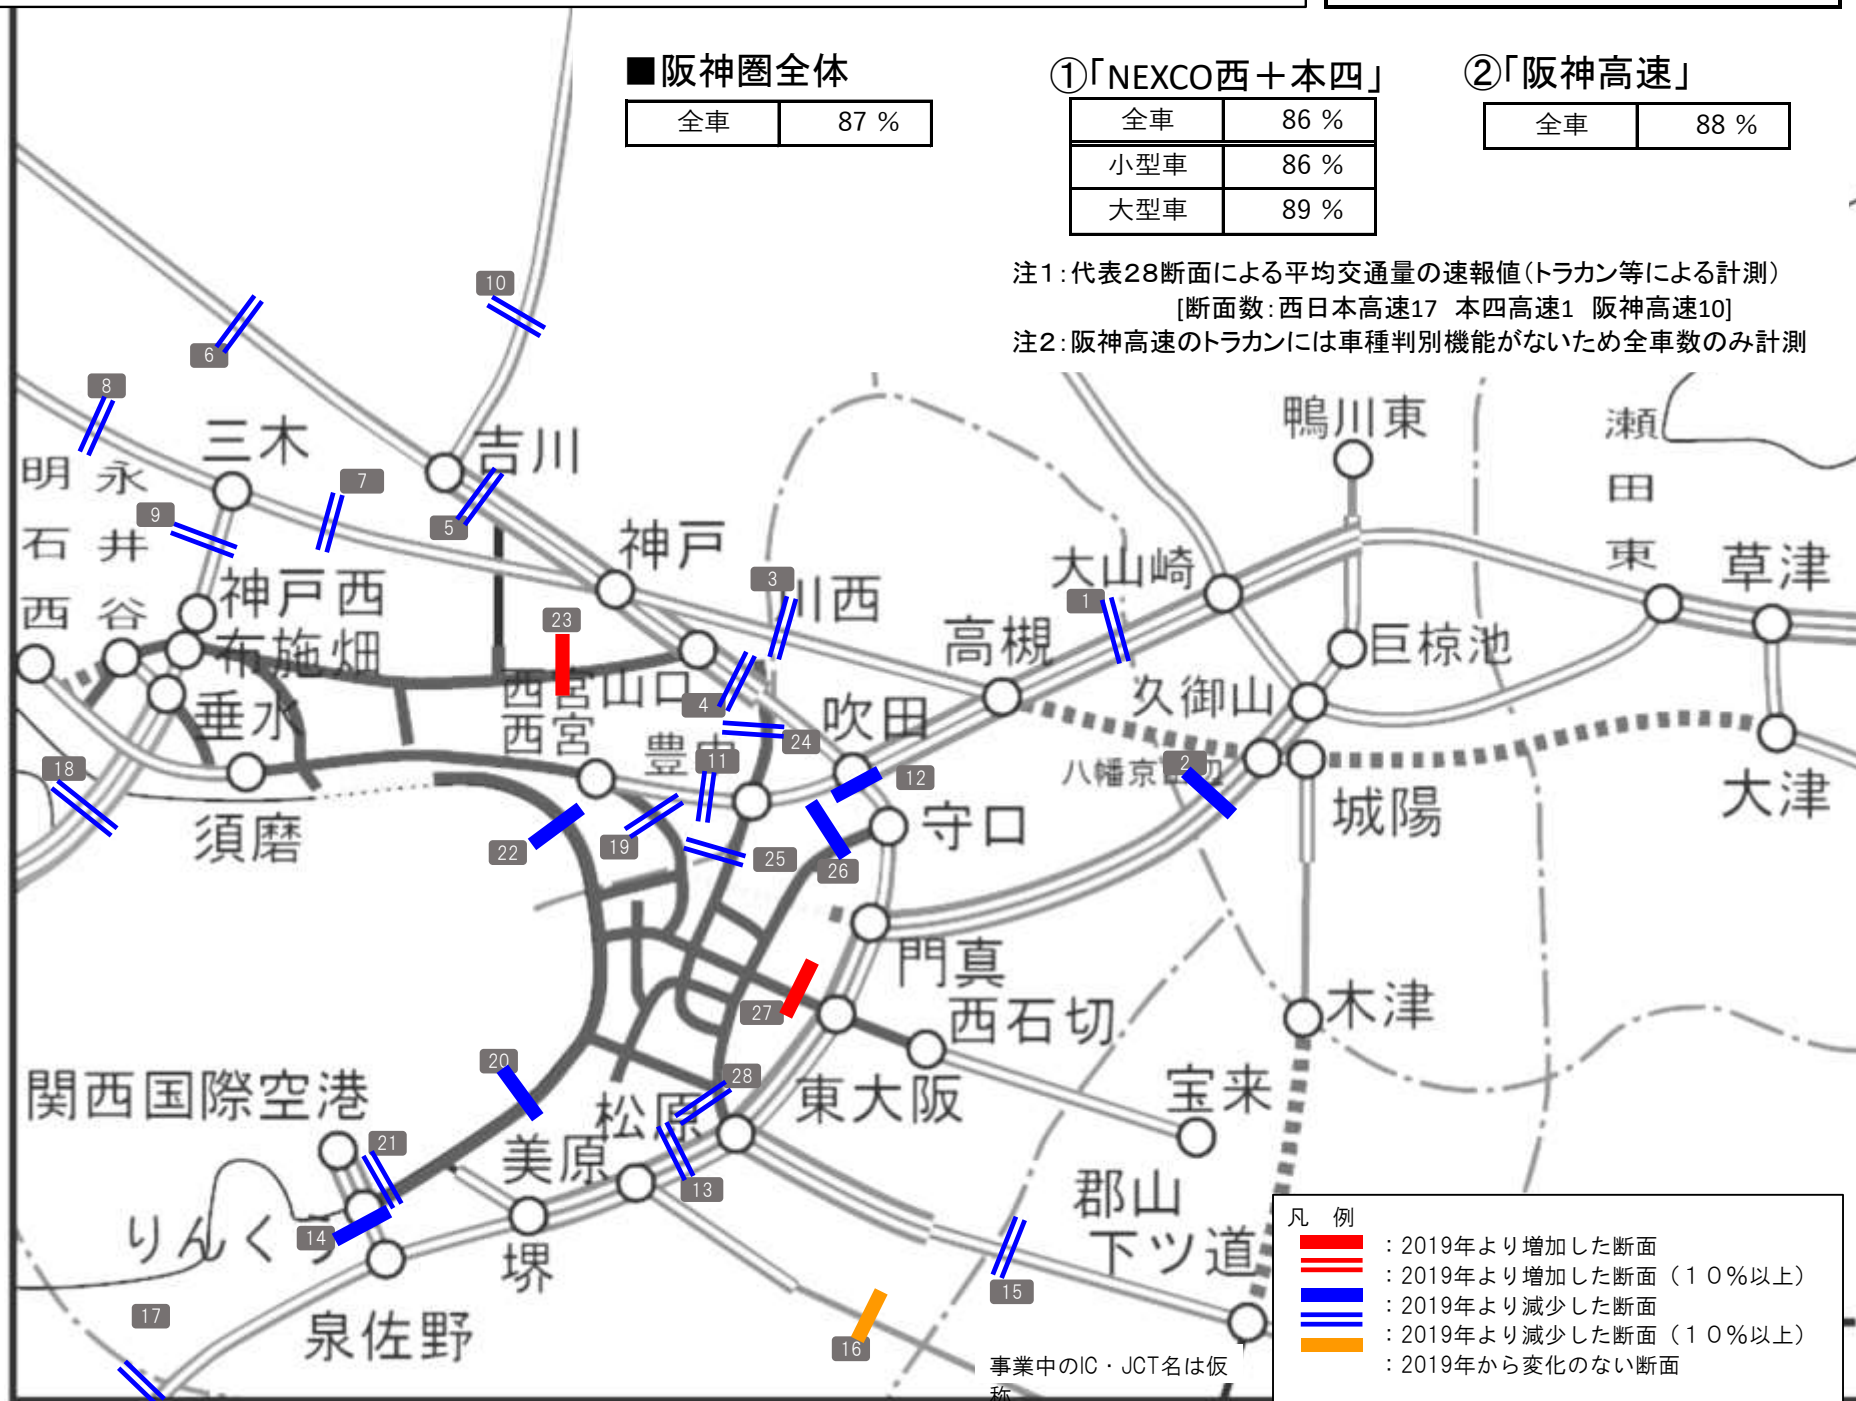 ■阪神圏全体
全車 87 %
①「NEXCO西＋本四」
全車 86 %
小型車 86 %
大型車 89 %
②「阪神高速」
全車 88 %
注1：代表28断面による平均交通量の速報値（トラカン等による計測）
[断面数：西日本高速17 本四高速1 阪神高速10]
注2：阪神高速のトラカンには車種判別機能がないため全車数のみ計測
10
6
8
三木
吉川
鴨川東
瀬田東
明石西
永井谷
7
9
5
神戸
3
川西
大山崎
1
草津
神戸西
布施畑
23
西宮山口
西宮
高槻
巨椋池
久御山
4
24
吹田
垂水
豊中
11
12
18
八幡京田辺
2
大津
城陽
須磨
22
19
25
26
守口
門真
27
西石切
木津
20
28
関西国際空港
松原
東大阪
宝来
21
美原
13
郡山
下ツ道
りんくう
14
堺
15
17
泉佐野
16
事業中のIC・JCT名は仮
称
凡 例
：2019年より増加した断面
：2019年より増加した断面（１０％以上）
：2019年より減少した断面
：2019年より減少した断面（１０％以上）
：2019年から変化のない断面